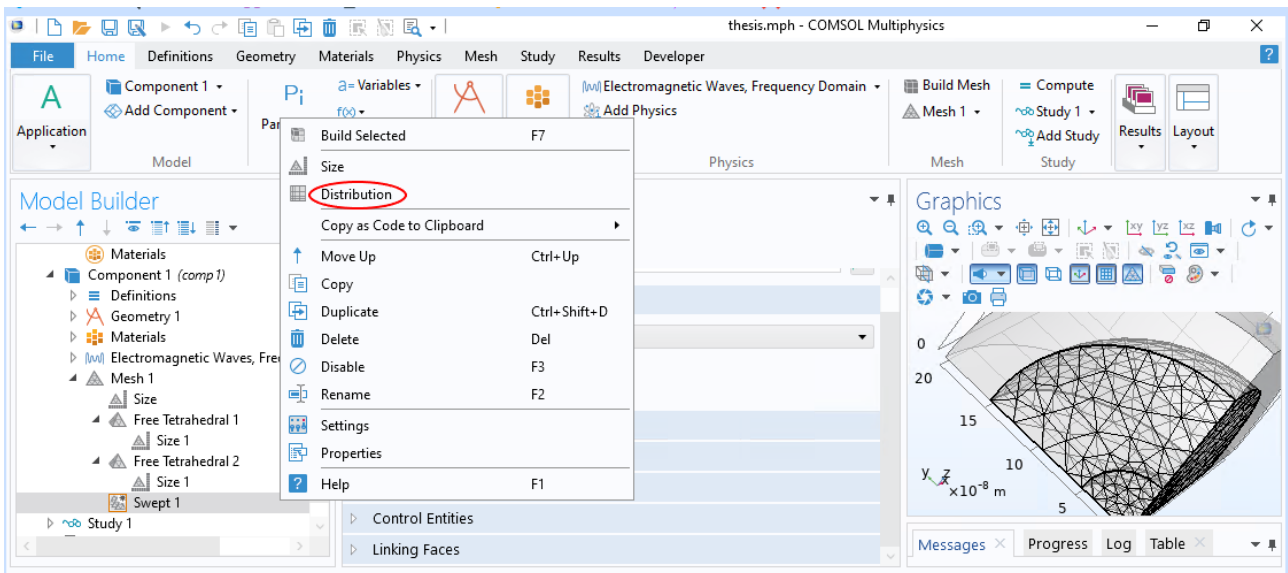 thesis.mph - COMSOL Multiphysics
File Home Definitions Geometry Materials Physics Mesh Study Results Developer ?
A Component 1 Pi a= Variables Electromagnetic Waves, Frequency Domain Build Mesh = Compute
Add Component f(x) Add Physics Mesh 1 Study 1
Application Par Add Study Results Layout
Model Physics Mesh Study
Build Selected F7
Size
Distribution
Copy as Code to Clipboard
Move Up Ctrl+Up
Copy
Duplicate Ctrl+Shift+D
Delete Del
Disable F3
Rename F2
Settings
Properties
? Help F1
Model Builder
Materials
Component 1 (comp1)
Definitions
Geometry 1
Materials
Electromagnetic Waves, Fre
Mesh 1
Size
Free Tetrahedral 1
Size 1
Free Tetrahedral 2
Size 1
Swept 1
Study 1
Control Entities
Linking Faces
Graphics
xy yz xz
0
20
15
10
y z
×10⁻⁸ m
5
Messages Progress Log Table